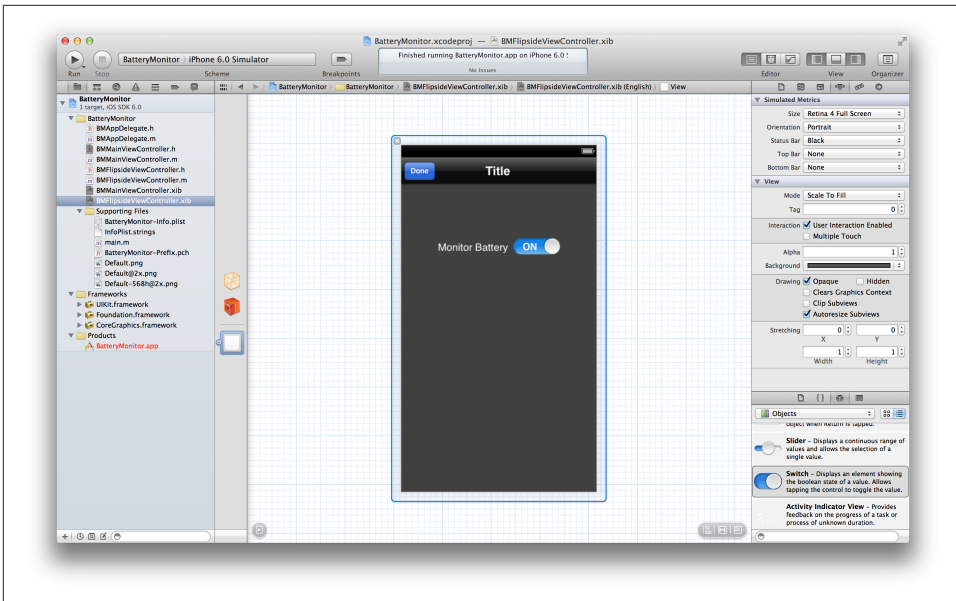 BatteryMonitor.xcodeproj — BMFlipsideViewController.xib
BatteryMonitor iPhone 6.0 Simulator
Finished running BatteryMonitor.app on iPhone 6.0
No Issues
Run Stop Scheme Breakpoints Editor View Organizer
BatteryMonitor
1 target, iOS SDK 6.0
BatteryMonitor
BMAppDelegate.h
BMAppDelegate.m
BMMainViewController.h
BMMainViewController.m
BMFlipsideViewController.h
BMFlipsideViewController.m
BMMainViewController.xib
BMFlipsideViewController.xib
Supporting Files
BatteryMonitor-Info.plist
InfoPlist.strings
main.m
BatteryMonitor-Prefix.pch
Default.png
Default@2x.png
Default-568h@2x.png
Frameworks
UIKit.framework
Foundation.framework
CoreGraphics.framework
Products
BatteryMonitor.app
BatteryMonitor BatteryMonitor BMFlipsideViewController.xib BMFlipsideViewController.xib (English) View
Done Title
Monitor Battery ON
Simulated Metrics
Size Retina 4 Full Screen
Orientation Portrait
Status Bar Black
Top Bar None
Bottom Bar None
View
Mode Scale To Fill
Tag 0
Interaction User Interaction Enabled
Multiple Touch
Alpha 1
Background
Drawing Opaque Hidden
Clears Graphics Context
Clip Subviews
Autoresize Subviews
Stretching 0 0
X Y
1 1
Width Height
Objects
object when Return is tapped.
Slider – Displays a continuous range of
values and allows the selection of a
single value.
Switch – Displays an element showing
the boolean state of a value. Allows
tapping the control to toggle the value.
Activity Indicator View – Provides
feedback on the progress of a task or
process of unknown duration.